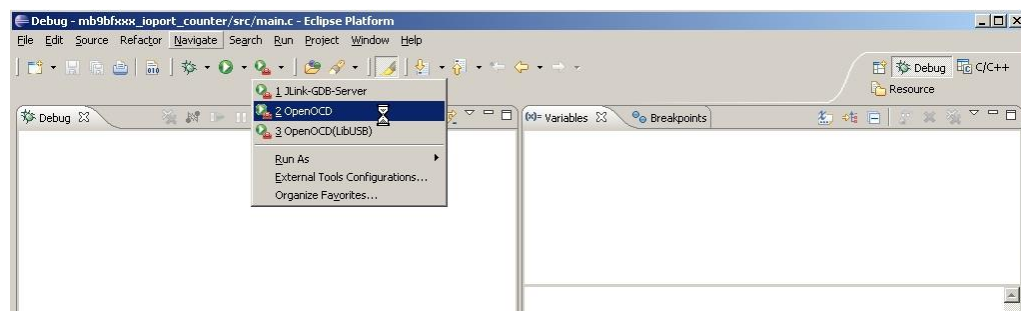 Debug - mb9bfxxx_ioport_counter/src/main.c - Eclipse Platform
File Edit Source Refactor Navigate Search Run Project Window Help
Debug C/C++
Resource
1 JLink-GDB-Server
2 OpenOCD
3 OpenOCD(LibUSB)
Run As
External Tools Configurations...
Organize Favorites...
Debug
(x)= Variables Breakpoints